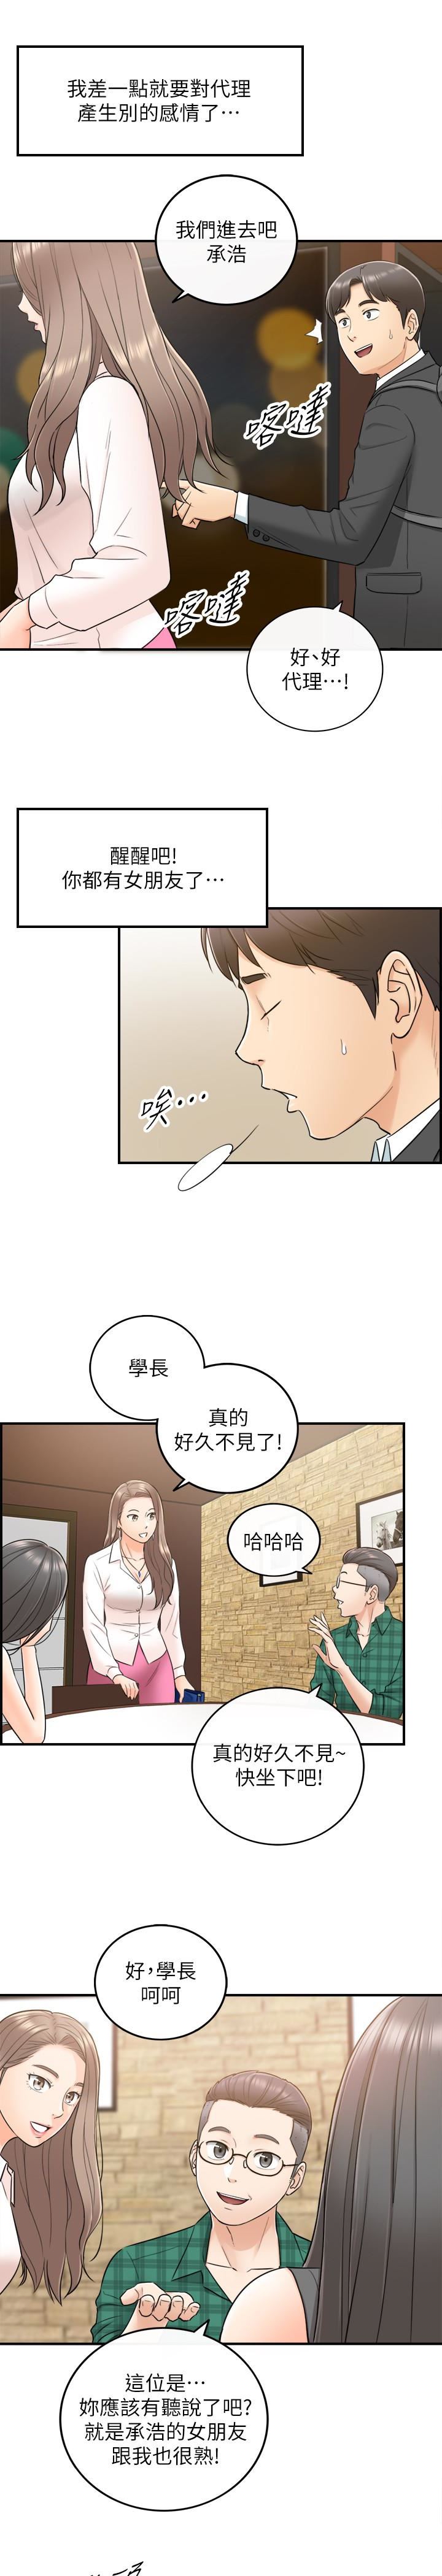 我差一點就要對代理
產生別的感情了…
我們進去吧
承浩
喀噠
喀噠
好、好
代理…!
醒醒吧!
你都有女朋友了…
唉…
學長
真的
好久不見了!
哈哈哈
真的好久不見~
快坐下吧!
好,學長
呵呵
這位是…
妳應該有聽說了吧?
就是承浩的女朋友
跟我也很熟!